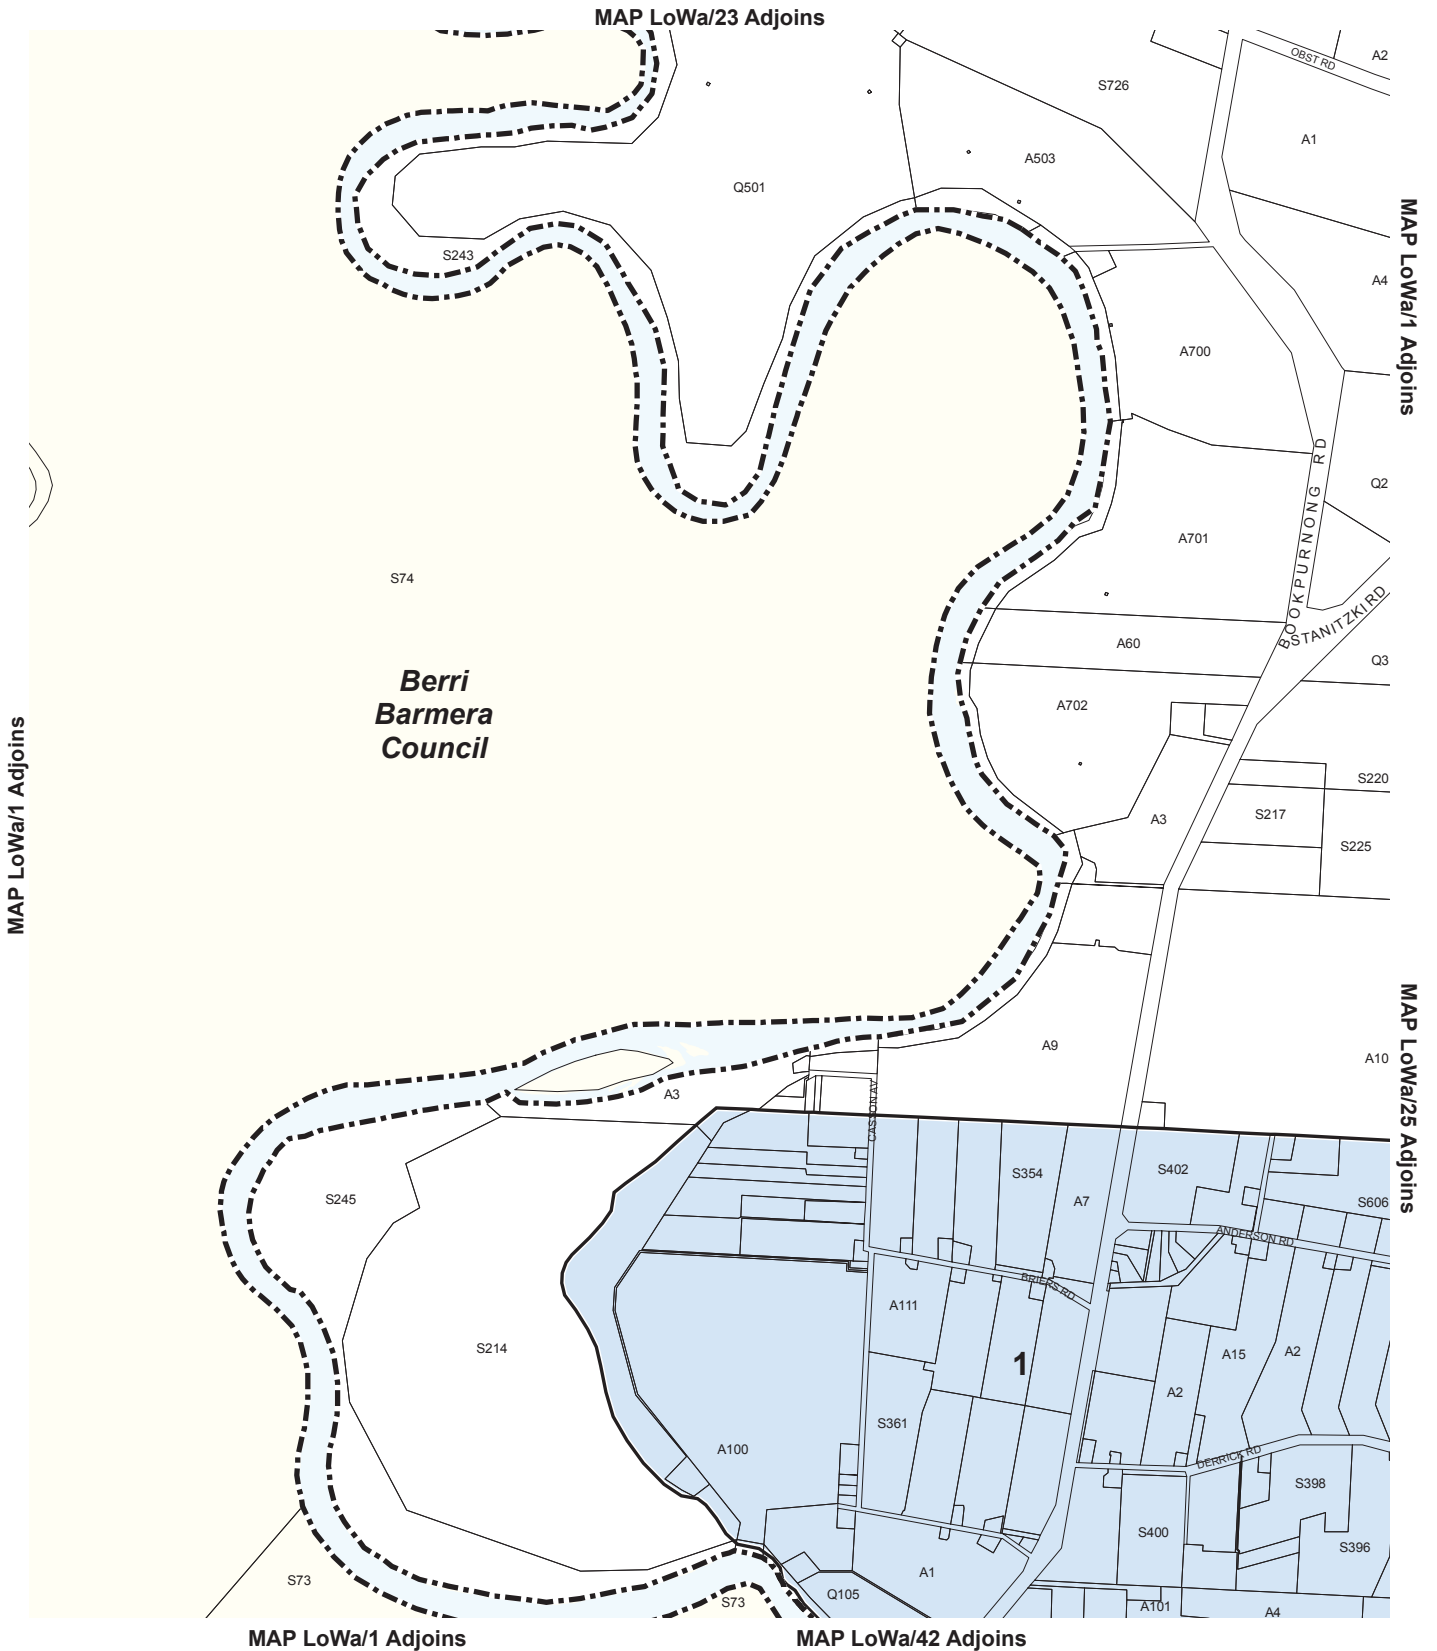 MAP LoWa/23 Adjoins
OBST RD
A2
S726
A1
A503
Q501
MAP LoWa/1 Adjoins
S243
A4
A700
BOOKPURNONG RD
Q2
A701
S74
STANITZKI RD
A60
Q3
Berri
Barmera
Council
A702
MAP LoWa/1 Adjoins
S220
A3
S217
S225
MAP LoWa/25 Adjoins
A9
A10
A3
CASSON AV
S354
S402
A7
S245
S606
ANDERSON RD
BRIERS RD
A111
S214
1
A15
A2
A2
S361
A100
DERRICK RD
S398
S400
S396
A1
S73
Q105
S73
A101
A4
MAP LoWa/1 Adjoins
MAP LoWa/42 Adjoins